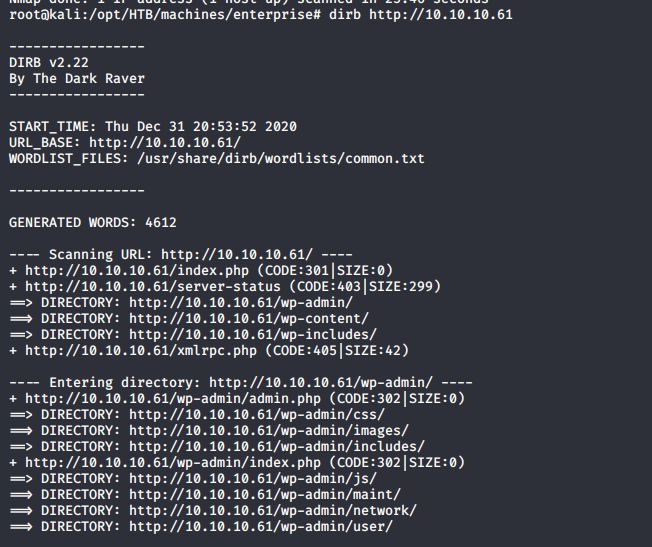 Nmap done: 1 IP address (1 host up) scanned in 25.40 seconds
root@kali:/opt/HTB/machines/enterprise# dirb http://10.10.10.61
-----------------
DIRB v2.22
By The Dark Raver
-----------------
START_TIME: Thu Dec 31 20:53:52 2020
URL_BASE: http://10.10.10.61/
WORDLIST_FILES: /usr/share/dirb/wordlists/common.txt
-----------------
GENERATED WORDS: 4612
---- Scanning URL: http://10.10.10.61/ ----
+ http://10.10.10.61/index.php (CODE:301|SIZE:0)
+ http://10.10.10.61/server-status (CODE:403|SIZE:299)
==> DIRECTORY: http://10.10.10.61/wp-admin/
==> DIRECTORY: http://10.10.10.61/wp-content/
==> DIRECTORY: http://10.10.10.61/wp-includes/
+ http://10.10.10.61/xmlrpc.php (CODE:405|SIZE:42)
---- Entering directory: http://10.10.10.61/wp-admin/ ----
+ http://10.10.10.61/wp-admin/admin.php (CODE:302|SIZE:0)
==> DIRECTORY: http://10.10.10.61/wp-admin/css/
==> DIRECTORY: http://10.10.10.61/wp-admin/images/
==> DIRECTORY: http://10.10.10.61/wp-admin/includes/
+ http://10.10.10.61/wp-admin/index.php (CODE:302|SIZE:0)
==> DIRECTORY: http://10.10.10.61/wp-admin/js/
==> DIRECTORY: http://10.10.10.61/wp-admin/maint/
==> DIRECTORY: http://10.10.10.61/wp-admin/network/
==> DIRECTORY: http://10.10.10.61/wp-admin/user/